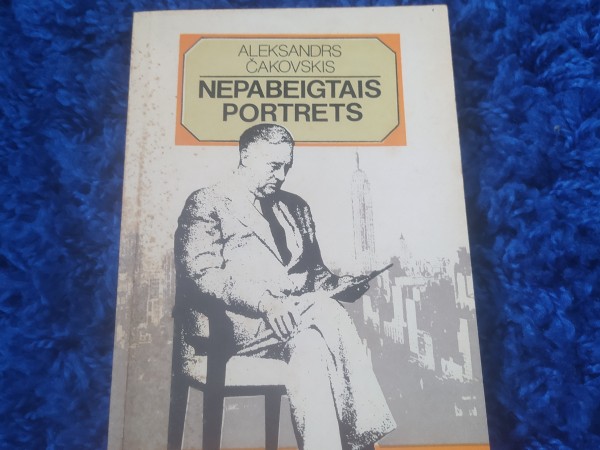 ALEKSANDRS
ČAKOVSKIS
NEPABEIGTAIS
PORTRETS